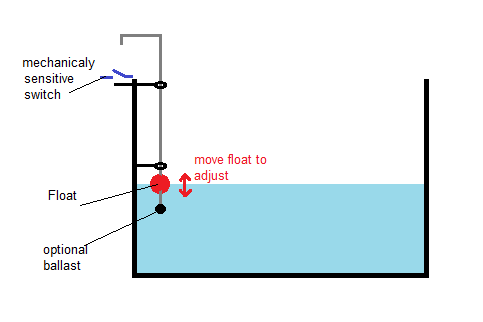 mechanicaly
sensitive
switch
move float to
adjust
Float
optional
ballast